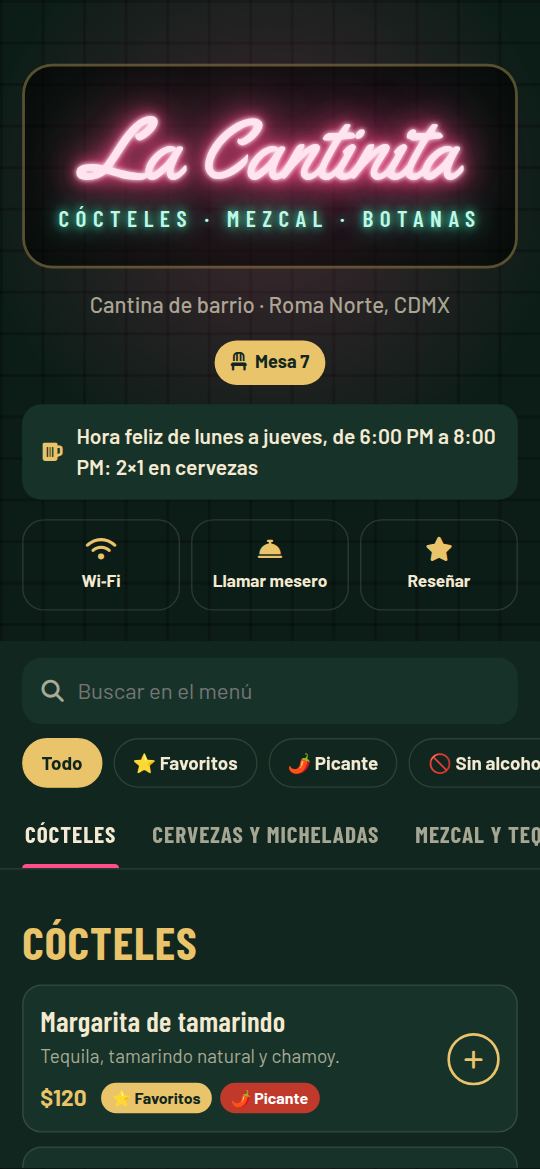 La Cantinita
CÓCTELES · MEZCAL · BOTANAS
Cantina de barrio · Roma Norte, CDMX
Mesa 7
Hora feliz de lunes a jueves, de 6:00 PM a 8:00
PM: 2×1 en cervezas
Wi-Fi
Llamar mesero
Reseñar
Buscar en el menú
Todo
Favoritos
Picante
Sin alcoho
CÓCTELES
CERVEZAS Y MICHELADAS
MEZCAL Y TEQ
CÓCTELES
Margarita de tamarindo
Tequila, tamarindo natural y chamoy.
$120
Favoritos
Picante